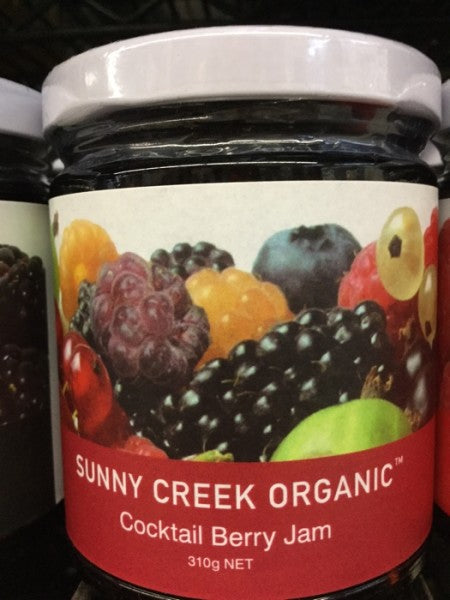 SUNNY CREEK ORGANIC™
Cocktail Berry Jam
310g NET